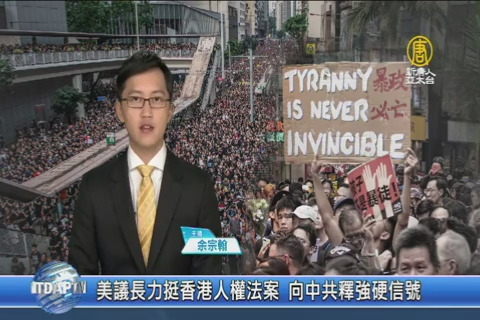 新唐人
亞太台
TYRANNY
IS NEVER
INVINCIBLE
暴政
必亡
主播
余宗翰
NTDAPTV
美議長力挺香港人權法案 向中共釋強硬信號